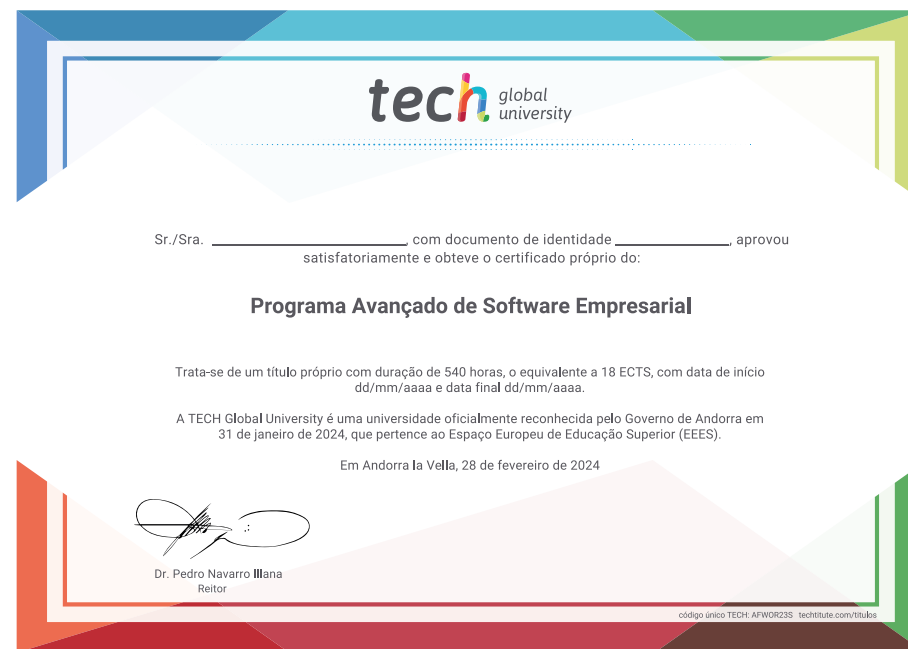 tech global university
Sr./Sra. ____________________, com documento de identidade ____________, aprovou
satisfatoriamente e obteve o certificado próprio do:
Programa Avançado de Software Empresarial
Trata-se de um título próprio com duração de 540 horas, o equivalente a 18 ECTS, com data de início
dd/mm/aaaa e data final dd/mm/aaaa.
A TECH Global University é uma universidade oficialmente reconhecida pelo Governo de Andorra em
31 de janeiro de 2024, que pertence ao Espaço Europeu de Educação Superior (EEES).
Em Andorra la Vella, 28 de fevereiro de 2024
Dr. Pedro Navarro Illana
Reitor
código único TECH: AFWOR23S techtitute.com/titulos